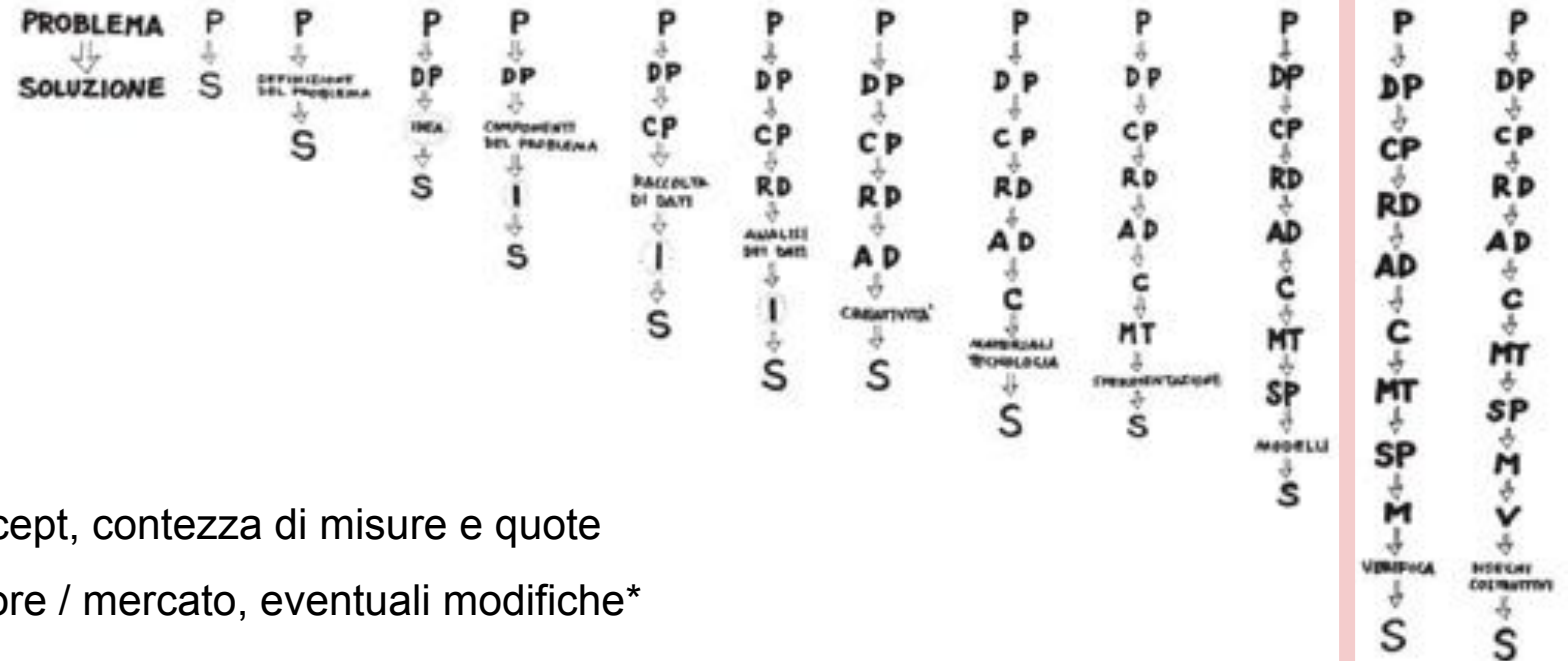 PROBLEMA
SOLUZIONE
P
S
P
DEFINIZIONE
DEL PROBLEMA
S
P
DP
IDEA
S
P
DP
COMPONENTI
DEL PROBLEMA
I
S
P
DP
CP
RACCOLTA
DI DATI
I
S
P
DP
CP
RD
ANALISI
DEI DATI
I
S
P
DP
CP
RD
AD
CREATIVITA'
S
P
DP
CP
RD
AD
C
MATERIALI
TECNOLOGIA
S
P
DP
CP
RD
AD
C
MT
SPERIMENTAZIONE
S
P
DP
CP
RD
AD
C
MT
SP
MODELLI
S
P
DP
CP
RD
AD
C
MT
SP
M
VERIFICA
S
P
DP
CP
RD
AD
C
MT
SP
M
V
DISEGNI
COSTRUTTIVI
S
cept, contezza di misure e quote
ore / mercato, eventuali modifiche*